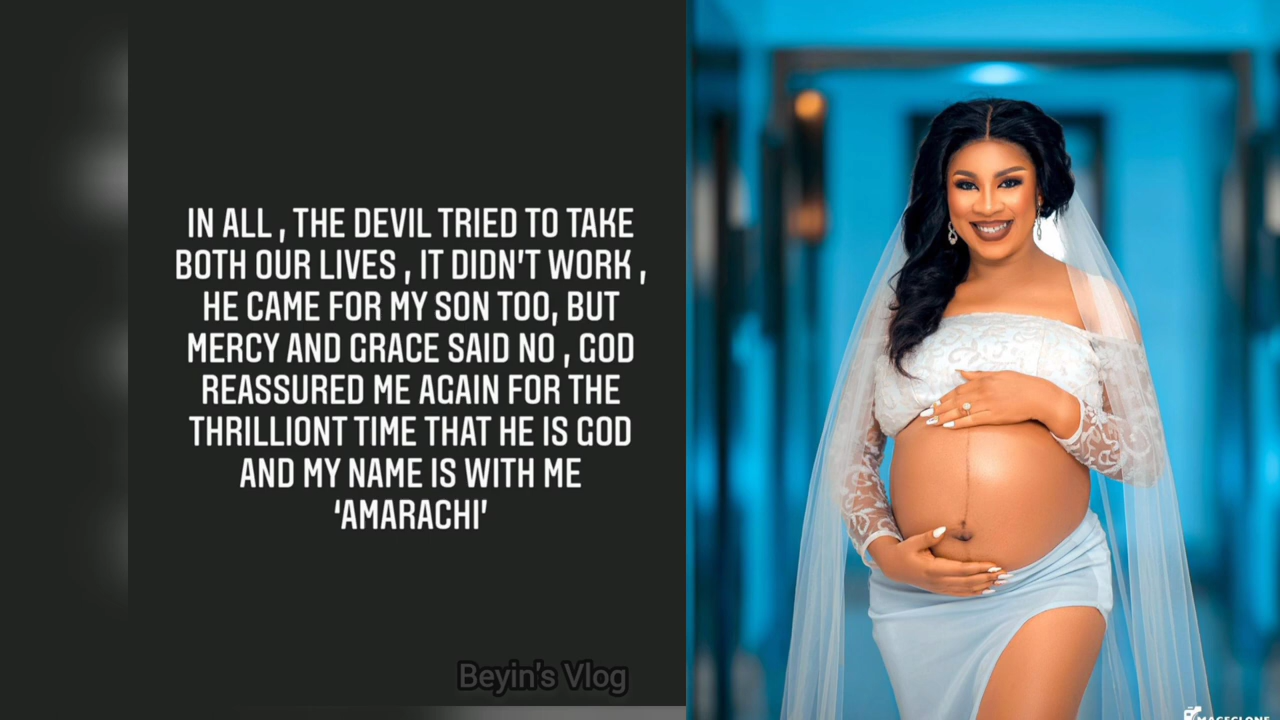 IN ALL , THE DEVIL TRIED TO TAKE
BOTH OUR LIVES , IT DIDN'T WORK ,
HE CAME FOR MY SON TOO, BUT
MERCY AND GRACE SAID NO , GOD
REASSURED ME AGAIN FOR THE
THRILLIONT TIME THAT HE IS GOD
AND MY NAME IS WITH ME
‘AMARACHI’
Beyin's Vlog